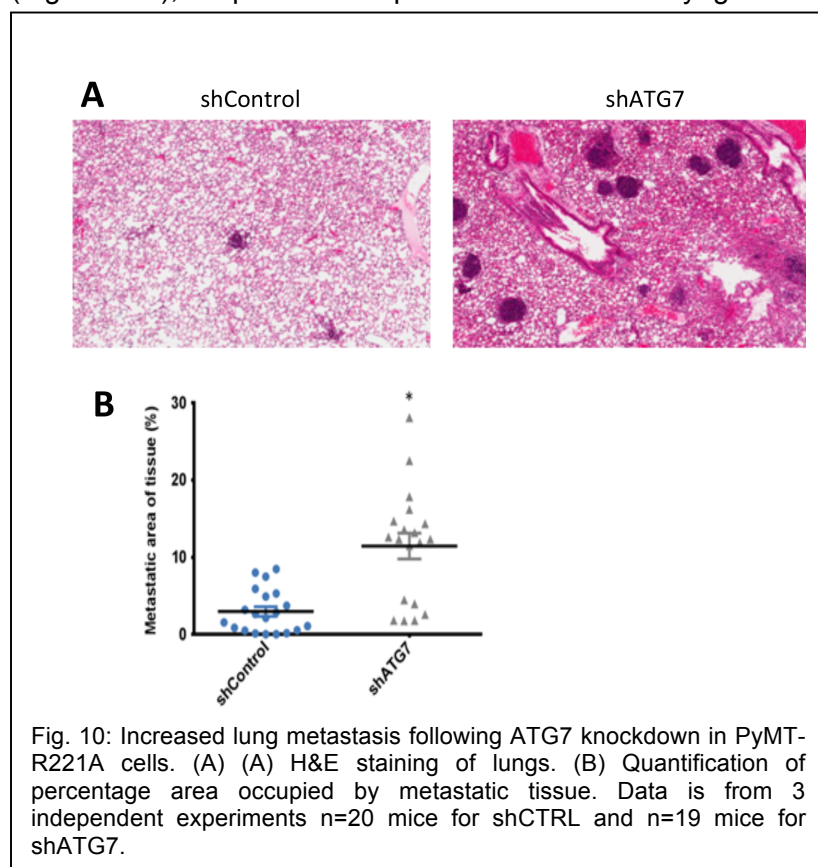 A
shControl
shATG7
B
Metastatic area of tissue (%)
30
20
10
0
*
shControl
shATG7
Fig. 10: Increased lung metastasis following ATG7 knockdown in PyMT-
R221A cells. (A) (A) H&E staining of lungs. (B) Quantification of
percentage area occupied by metastatic tissue. Data is from 3
independent experiments n=20 mice for shCTRL and n=19 mice for
shATG7.